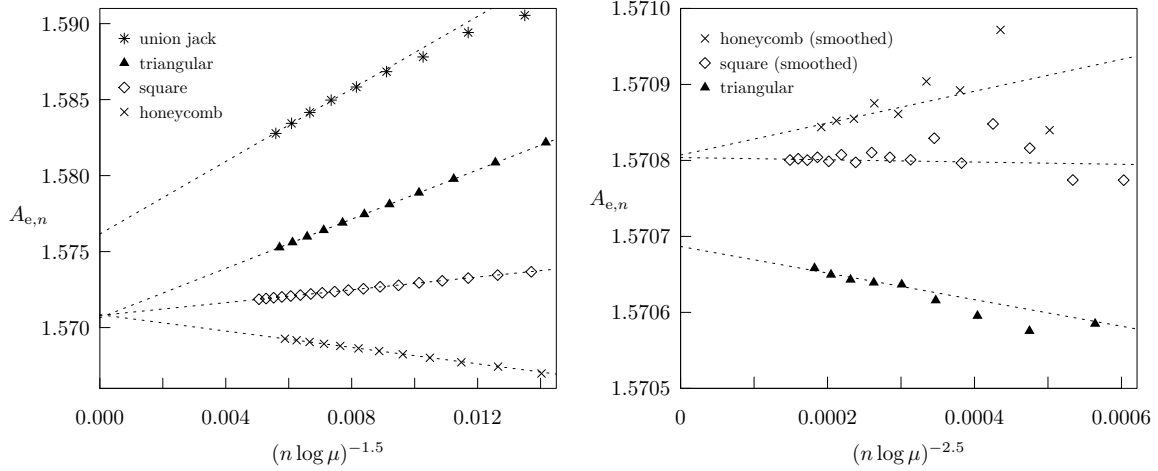 1.590
1.585
1.580
1.575
1.570
A_{e,n}
union jack
triangular
square
honeycomb
0.000
0.004
0.008
0.012
(n log μ)^{−1.5}
1.5710
1.5709
1.5708
1.5707
1.5706
1.5705
A_{e,n}
honeycomb (smoothed)
square (smoothed)
triangular
0
0.0002
0.0004
0.0006
(n log μ)^{−2.5}